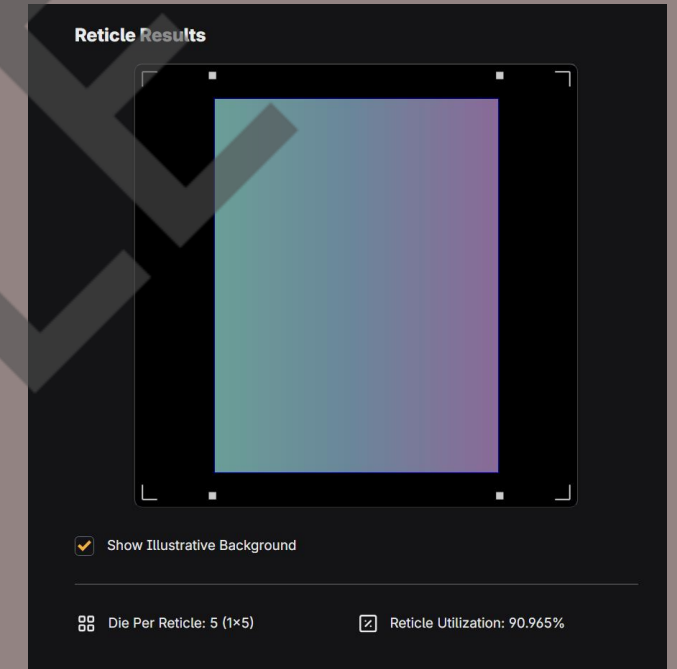 Reticle Results
Show Illustrative Background
Die Per Reticle: 5 (1×5)
Reticle Utilization: 90.965%